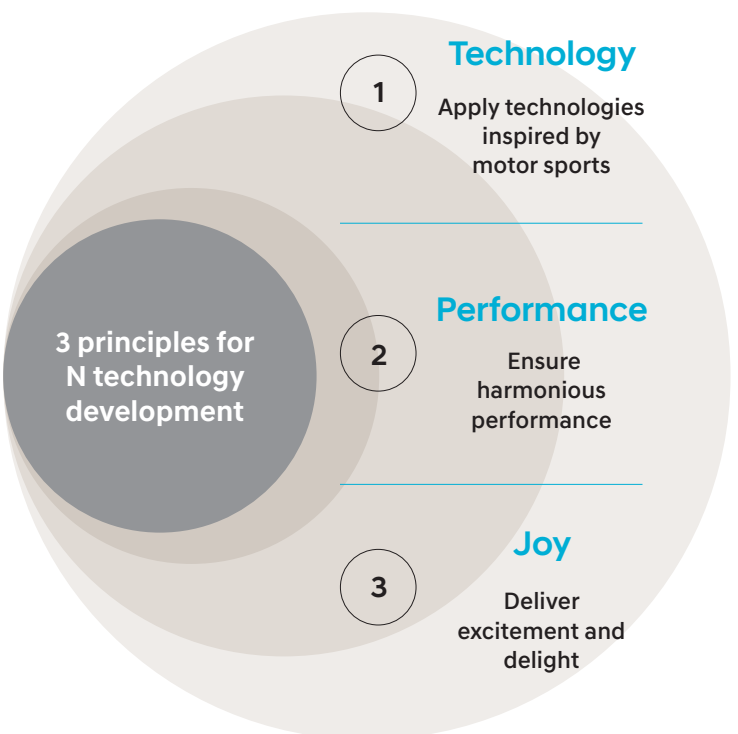 3 principles for
N technology
development
1
Technology
Apply technologies
inspired by
motor sports
2
Performance
Ensure
harmonious
performance
3
Joy
Deliver
excitement and
delight